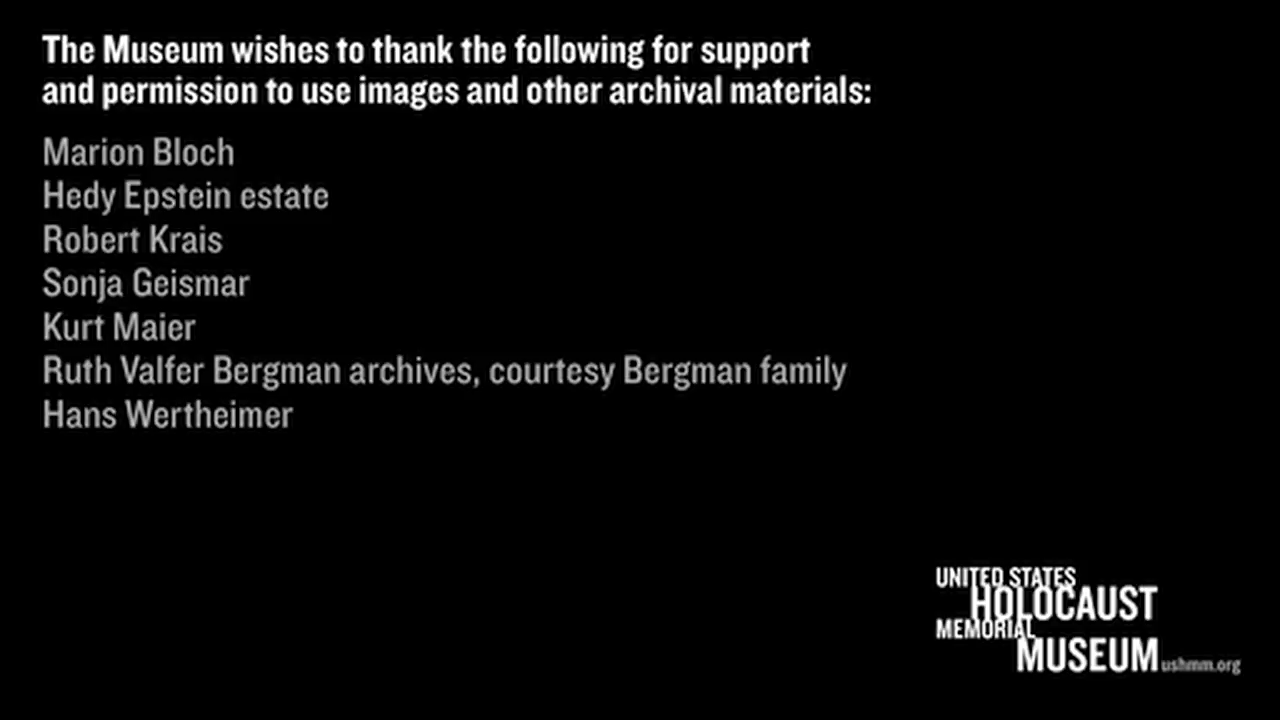 The Museum wishes to thank the following for support
and permission to use images and other archival materials:
Marion Bloch
Hedy Epstein estate
Robert Krais
Sonja Geismar
Kurt Maier
Ruth Valfer Bergman archives, courtesy Bergman family
Hans Wertheimer
UNITED STATES
HOLOCAUST
MEMORIAL
MUSEUM ushmm.org